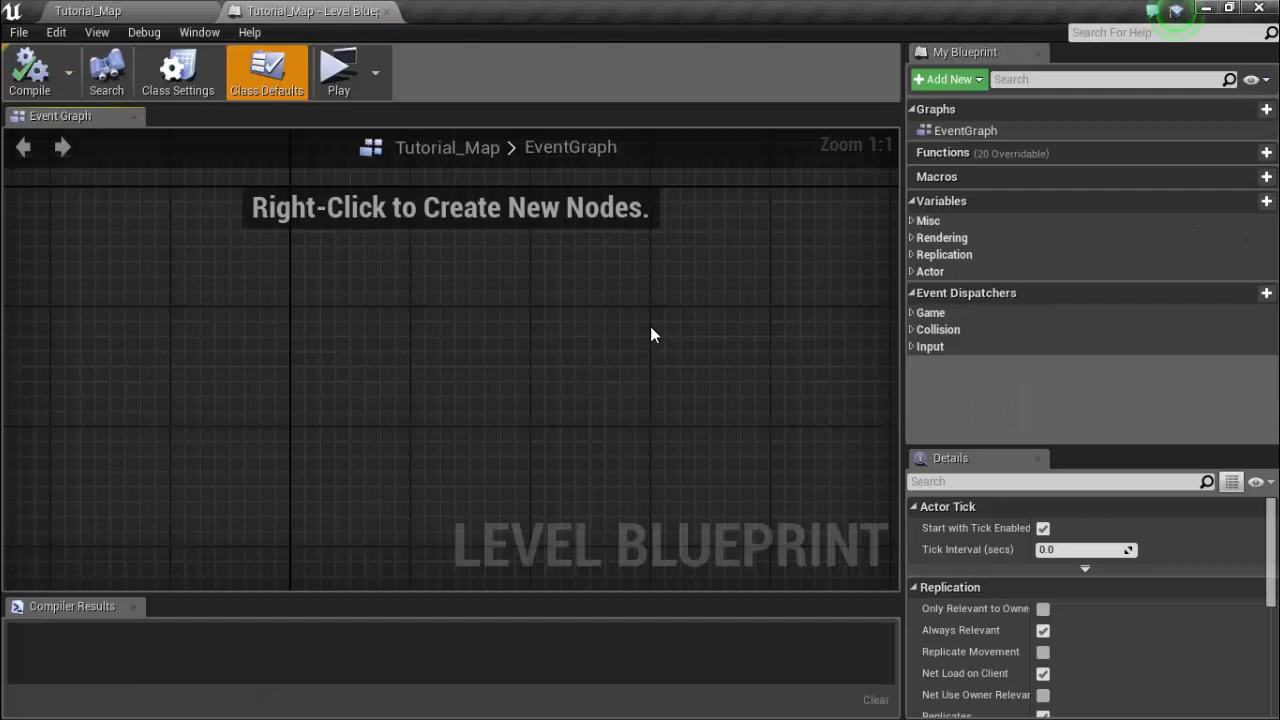 Tutorial_Map
Tutorial_Map - Level Bluep
File Edit View Debug Window Help
Search For Help
Compile
Search
Class Settings
Class Defaults
Play
My Blueprint
Add New
Search
Event Graph
Tutorial_Map > EventGraph
Zoom 1:1
Right-Click to Create New Nodes.
LEVEL BLUEPRINT
Graphs
EventGraph
Functions (20 Overridable)
Macros
Variables
Misc
Rendering
Replication
Actor
Event Dispatchers
Game
Collision
Input
Details
Search
Actor Tick
Start with Tick Enabled
Tick Interval (secs) 0.0
Replication
Only Relevant to Owne
Always Relevant
Replicate Movement
Net Load on Client
Net Use Owner Relevan
Replicates
Compiler Results
Clear